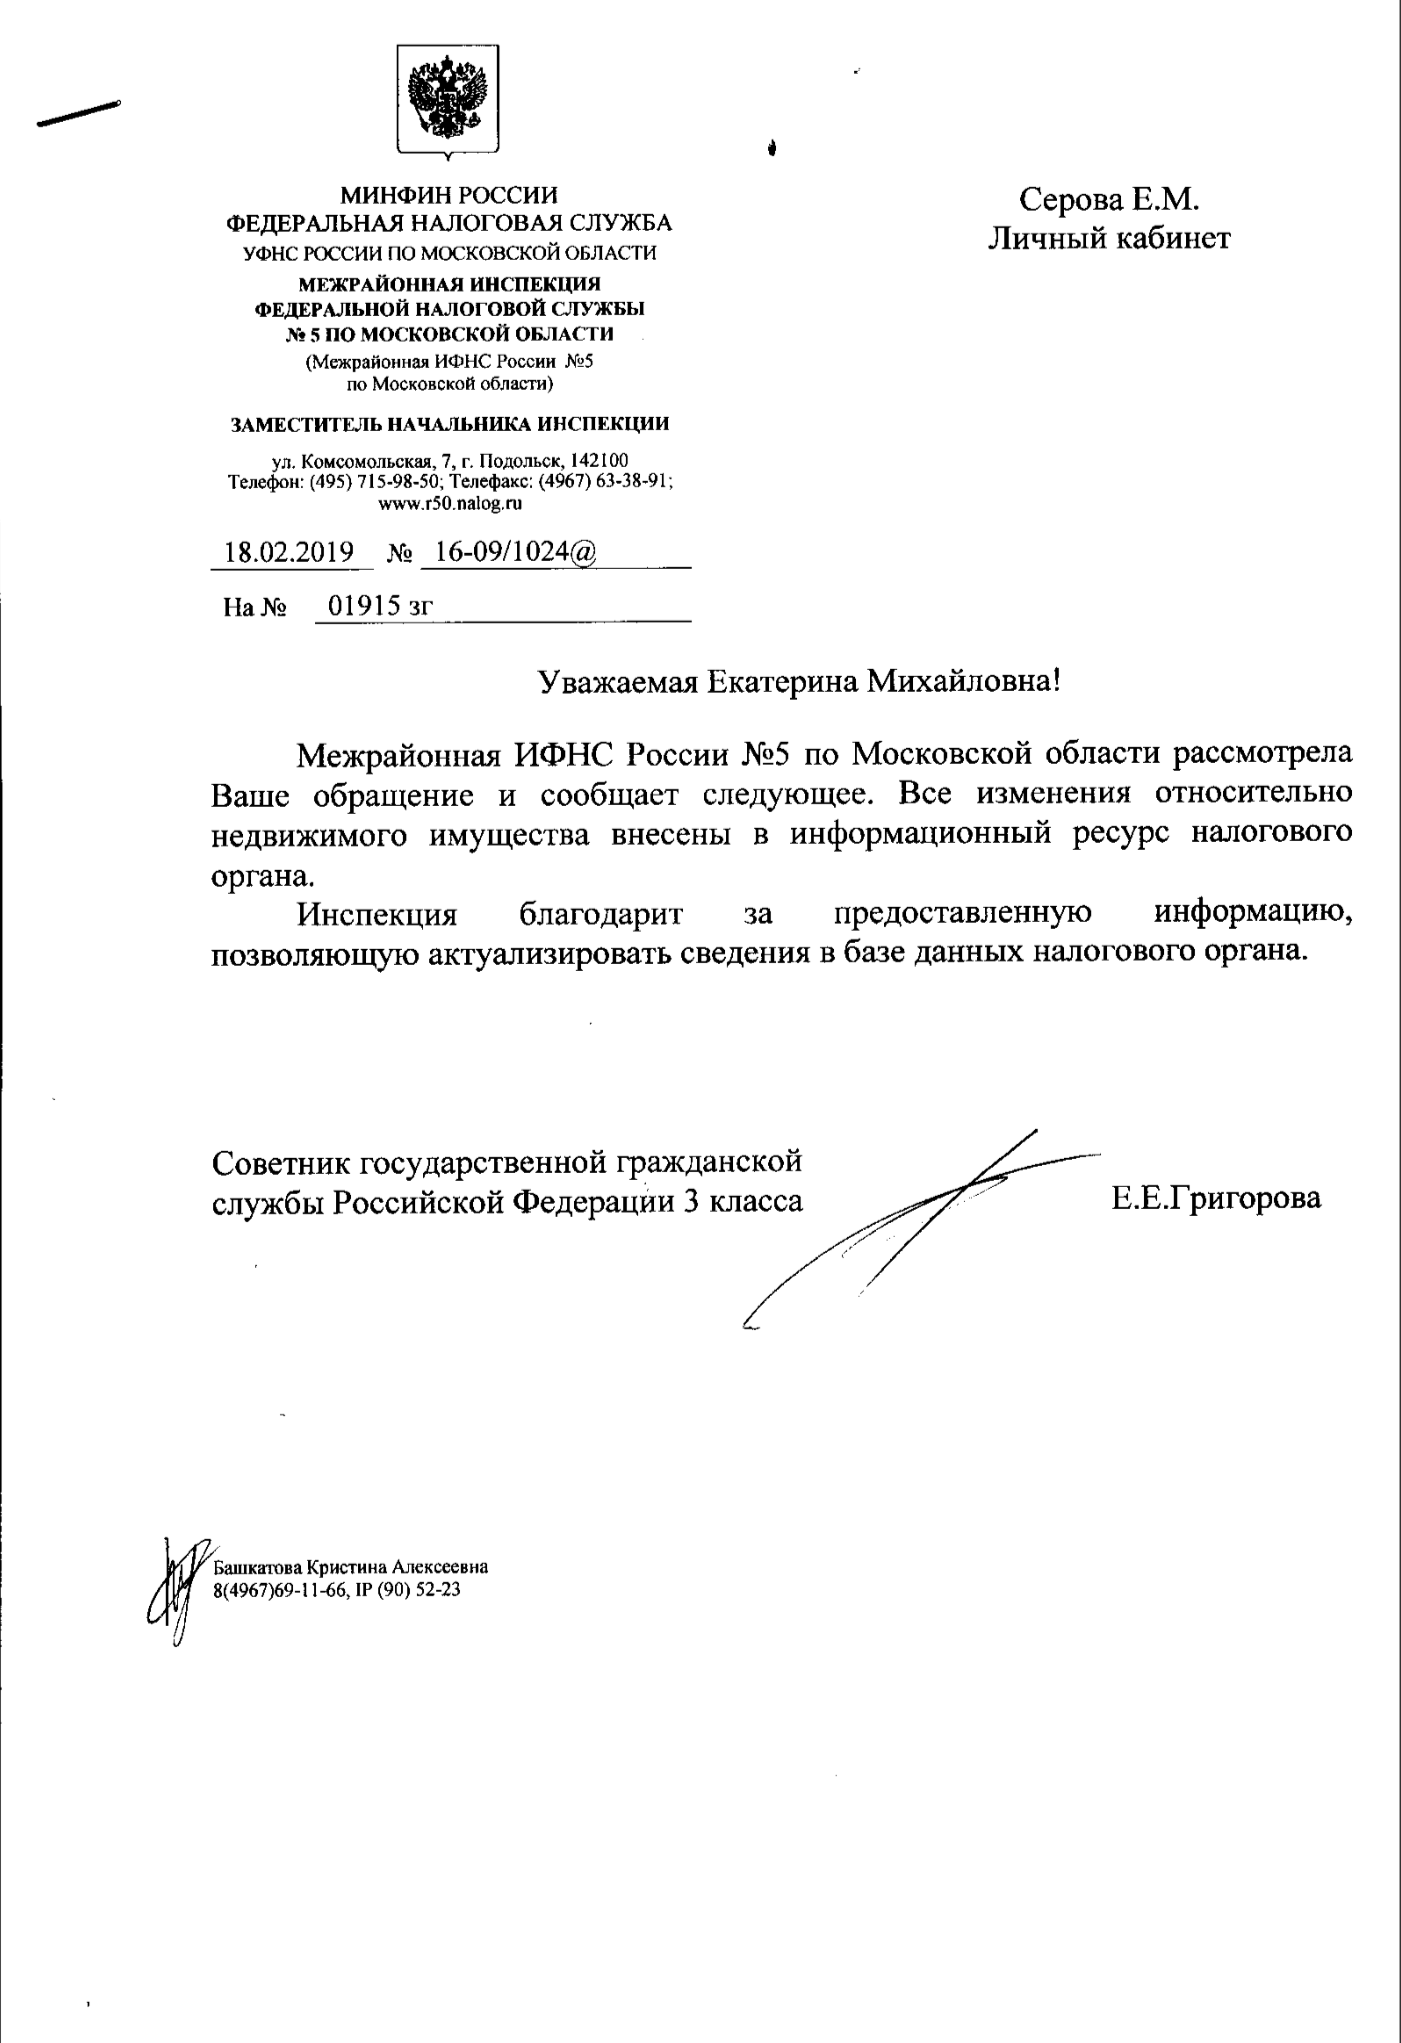 МИНФИН РОССИИ
ФЕДЕРАЛЬНАЯ НАЛОГОВАЯ СЛУЖБА
УФНС РОССИИ ПО МОСКОВСКОЙ ОБЛАСТИ
МЕЖРАЙОННАЯ ИНСПЕКЦИЯ
ФЕДЕРАЛЬНОЙ НАЛОГОВОЙ СЛУЖБЫ
№ 5 ПО МОСКОВСКОЙ ОБЛАСТИ
(Межрайонная ИФНС России №5
по Московской области)
ЗАМЕСТИТЕЛЬ НАЧАЛЬНИКА ИНСПЕКЦИИ
ул. Комсомольская, 7, г. Подольск, 142100
Телефон: (495) 715-98-50; Телефакс: (4967) 63-38-91;
www.r50.nalog.ru
18.02.2019 № 16-09/1024@
На № 01915 зг
Серова Е.М.
Личный кабинет
Уважаемая Екатерина Михайловна!
Межрайонная ИФНС России №5 по Московской области рассмотрела
Ваше обращение и сообщает следующее. Все изменения относительно
недвижимого имущества внесены в информационный ресурс налогового
органа.
Инспекция благодарит за предоставленную информацию,
позволяющую актуализировать сведения в базе данных налогового органа.
Советник государственной гражданской
службы Российской Федерации 3 класса
Е.Е.Григорова
Башкатова Кристина Алексеевна
8(4967)69-11-66, IP (90) 52-23